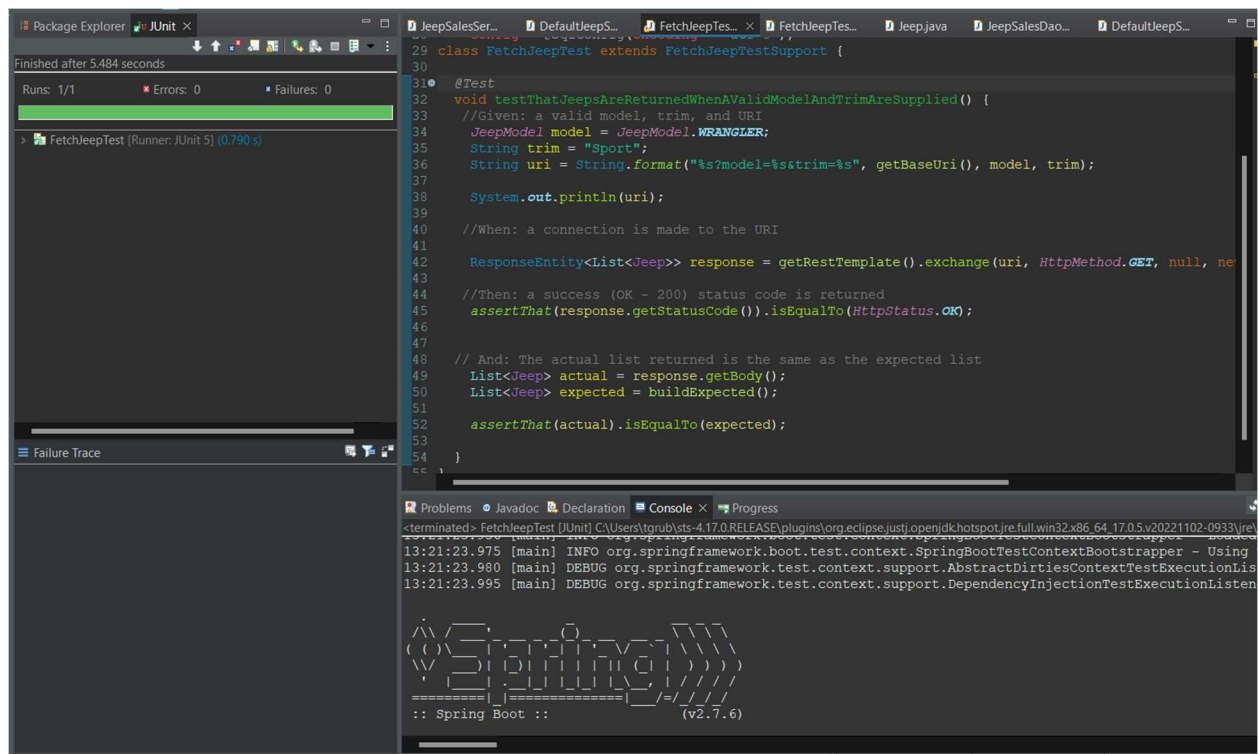 Package Explorer JUnit ×
Finished after 5.484 seconds
Runs: 1/1 Errors: 0 Failures: 0
> FetchJeepTest [Runner: JUnit 5] (0.790 s)
Failure Trace
JeepSalesSer... DefaultJeepS... FetchJeepTes... × FetchJeepTes... Jeep.java JeepSalesDao... DefaultJeepS...
29 class FetchJeepTest extends FetchJeepTestSupport {
30
31 @Test
32 void testThatJeepsAreReturnedWhenAValidModelAndTrimAreSupplied() {
33 //Given: a valid model, trim, and URI
34 JeepModel model = JeepModel.WRANGLER;
35 String trim = "Sport";
36 String uri = String.format("%s?model=%s&trim=%s", getBaseUri(), model, trim);
37
38 System.out.println(uri);
39
40 //When: a connection is made to the URI
41
42 ResponseEntity<List<Jeep>> response = getRestTemplate().exchange(uri, HttpMethod.GET, null, ne
43
44 //Then: a success (OK - 200) status code is returned
45 assertThat(response.getStatusCode()).isEqualTo(HttpStatus.OK);
46
47
48 // And: The actual list returned is the same as the expected list
49 List<Jeep> actual = response.getBody();
50 List<Jeep> expected = buildExpected();
51
52 assertThat(actual).isEqualTo(expected);
53
54 }
55 }
Problems Javadoc Declaration Console × Progress
<terminated> FetchJeepTest [JUnit] C:\Users\tgrub\sts-4.17.0.RELEASE\plugins\org.eclipse.justj.openjdk.hotspot.jre.full.win32.x86_64_17.0.5.v20221102-0933\jre\
13:21:23.975 [main] INFO org.springframework.boot.test.context.SpringBootTestContextBootstrapper - Using
13:21:23.980 [main] DEBUG org.springframework.test.context.support.AbstractDirtiesContextTestExecutionLis
13:21:23.995 [main] DEBUG org.springframework.test.context.support.DependencyInjectionTestExecutionListen
Spring
:: Spring Boot :: (v2.7.6)